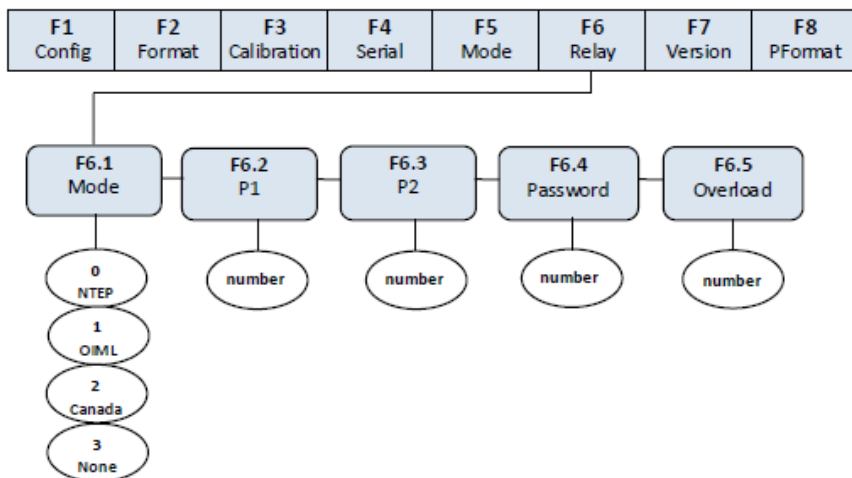 F1 F2 F3 F4 F5 F6 F7 F8
Config Format Calibration Serial Mode Relay Version PFormat
F6.1 F6.2 F6.3 F6.4 F6.5
Mode P1 P2 Password Overload
0 number number number number
NTEP
1
OIML
2
Canada
3
None